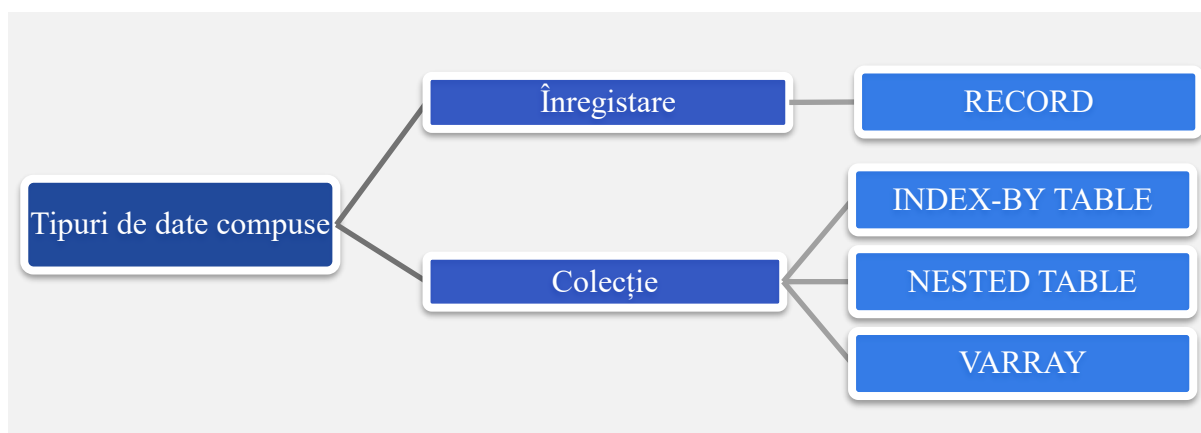 Înregistare
RECORD
Tipuri de date compuse
INDEX-BY TABLE
Colecție
NESTED TABLE
VARRAY